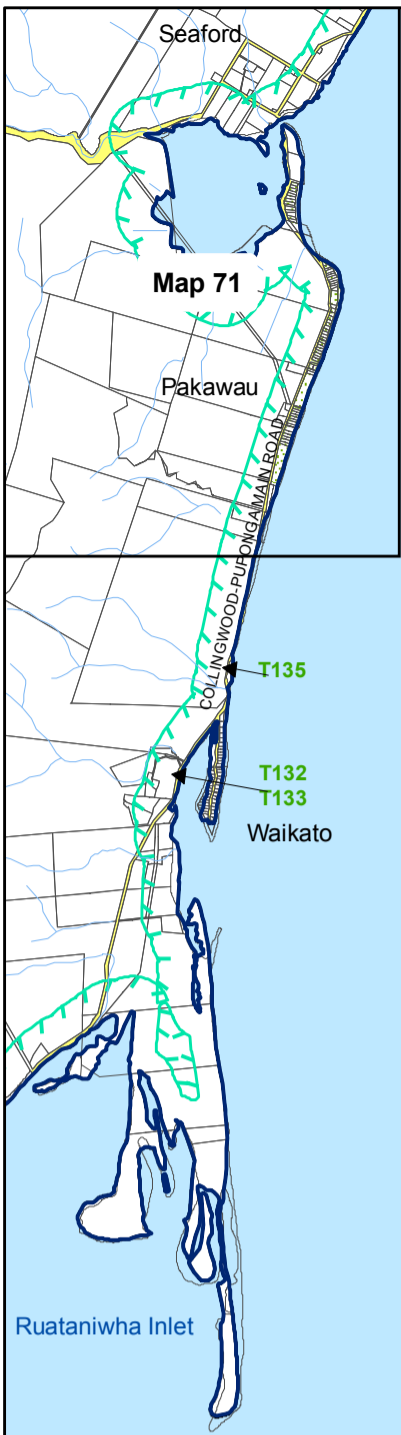 Seaford
Map 71
Pakawau
COLLINGWOOD-PUPONGA MAIN ROAD
T135
T132
T133
Waikato
Ruataniwha Inlet